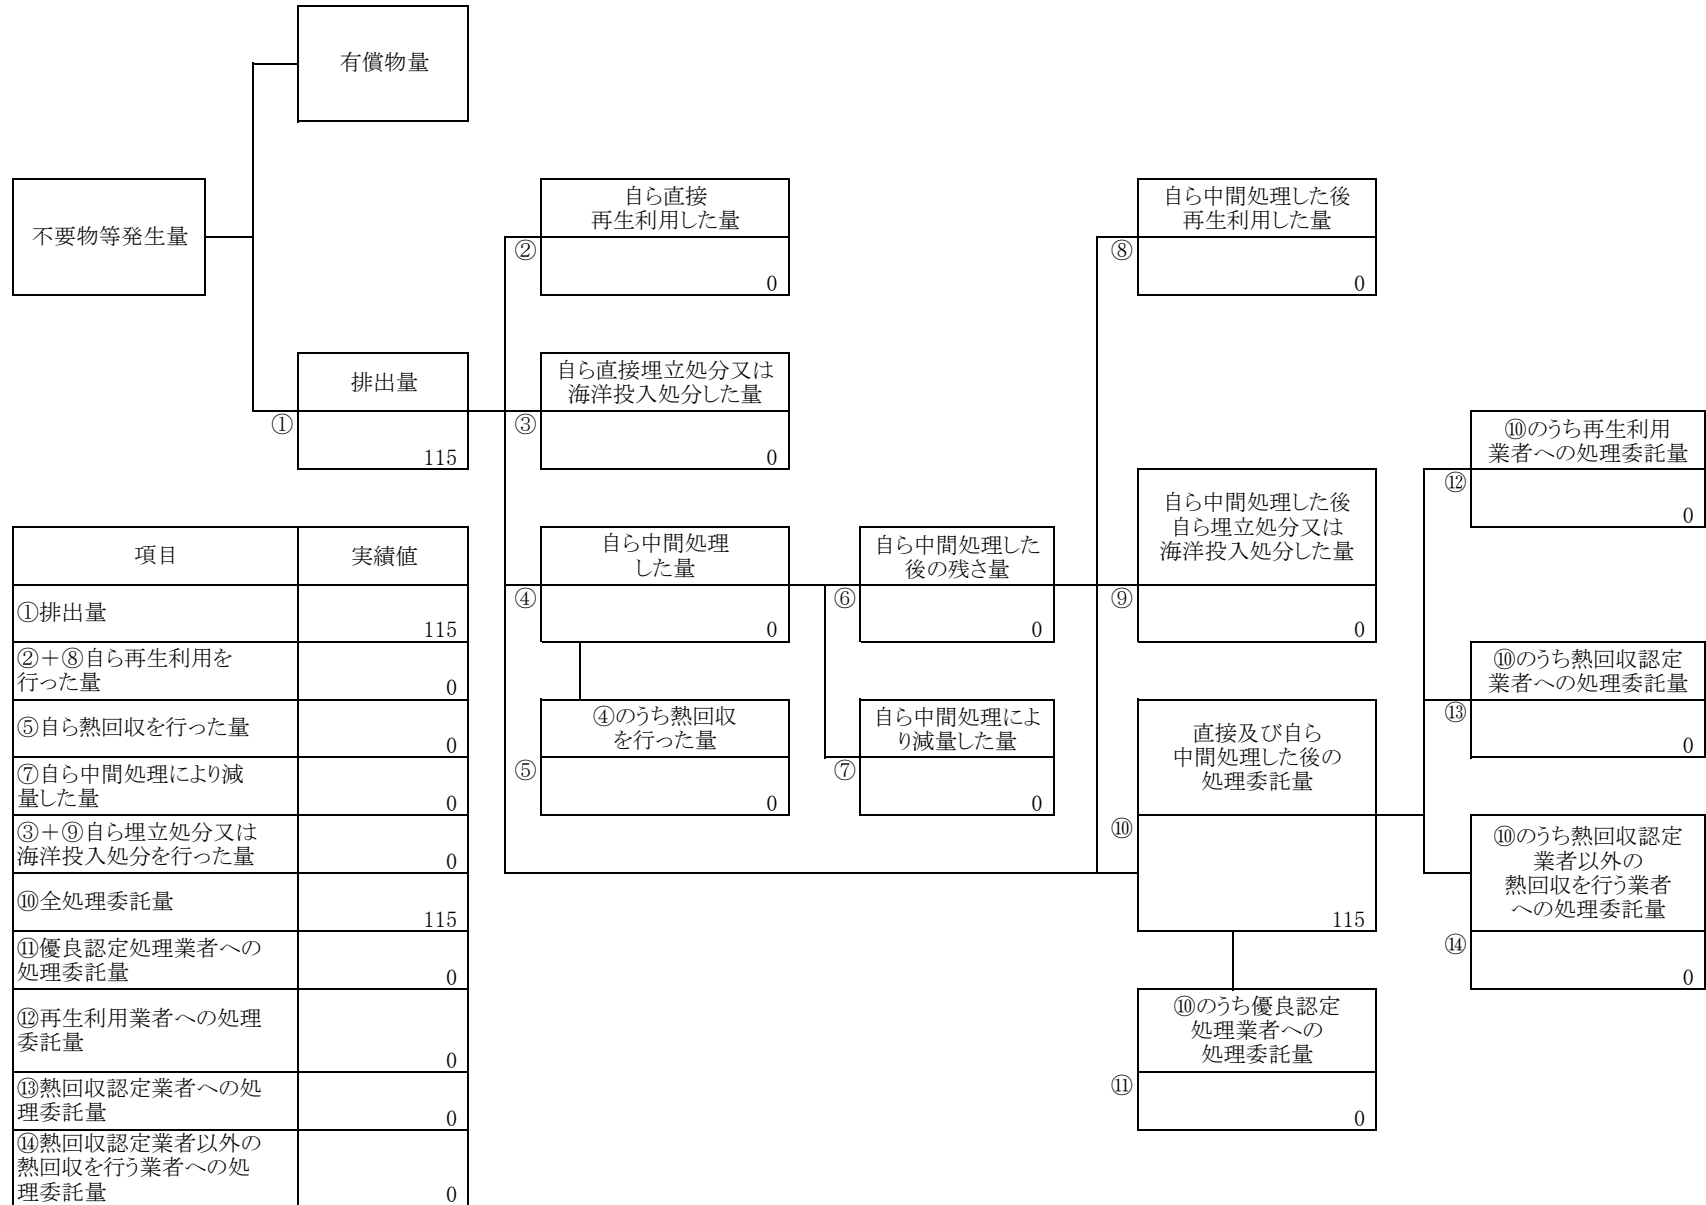 有償物量
不要物等発生量
自ら直接
再生利用した量
②
0
自ら中間処理した後
再生利用した量
⑧
0
排出量
①
115
自ら直接埋立処分又は
海洋投入処分した量
③
0
⑩のうち再生利用
業者への処理委託量
⑫
0
自ら中間処理した後
自ら埋立処分又は
海洋投入処分した量
⑨
0
自ら中間処理
した量
④
0
自ら中間処理した
後の残さ量
⑥
0
⑩のうち熱回収認定
業者への処理委託量
⑬
0
④のうち熱回収
を行った量
⑤
0
自ら中間処理によ
り減量した量
⑦
0
直接及び自ら
中間処理した後の
処理委託量
⑩
115
⑩のうち熱回収認定
業者以外の
熱回収を行う業者
への処理委託量
⑭
0
⑩のうち優良認定
処理業者への
処理委託量
⑪
0
項目 実績値
①排出量
115
②＋⑧自ら再生利用を
行った量
0
⑤自ら熱回収を行った量
0
⑦自ら中間処理により減
量した量
0
③＋⑨自ら埋立処分又は
海洋投入処分を行った量
0
⑩全処理委託量
115
⑪優良認定処理業者への
処理委託量
0
⑫再生利用業者への処理
委託量
0
⑬熱回収認定業者への処
理委託量
0
⑭熱回収認定業者以外の
熱回収を行う業者への処
理委託量
0